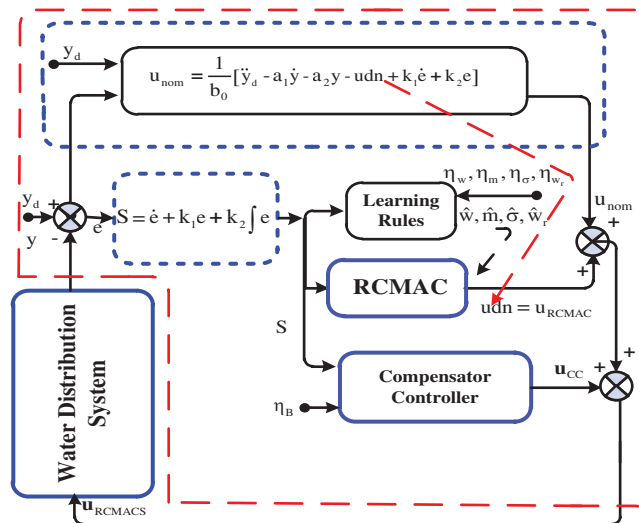 y_d
u_nom = 1/b_0 [ÿ_d - a_1ẏ - a_2y - udn + k_1ė + k_2e]
η_w, η_m, η_σ, η_w_r
y_d
+
y
-
e
S = ė + k_1e + k_2∫e
Learning
Rules
ŵ, m̂, σ̂, ŵ_r
u_nom
+
+
RCMAC
udn = u_RCMAC
S
Water Distribution
System
Compensator
Controller
u_CC
+
+
η_B
u_RCMACS